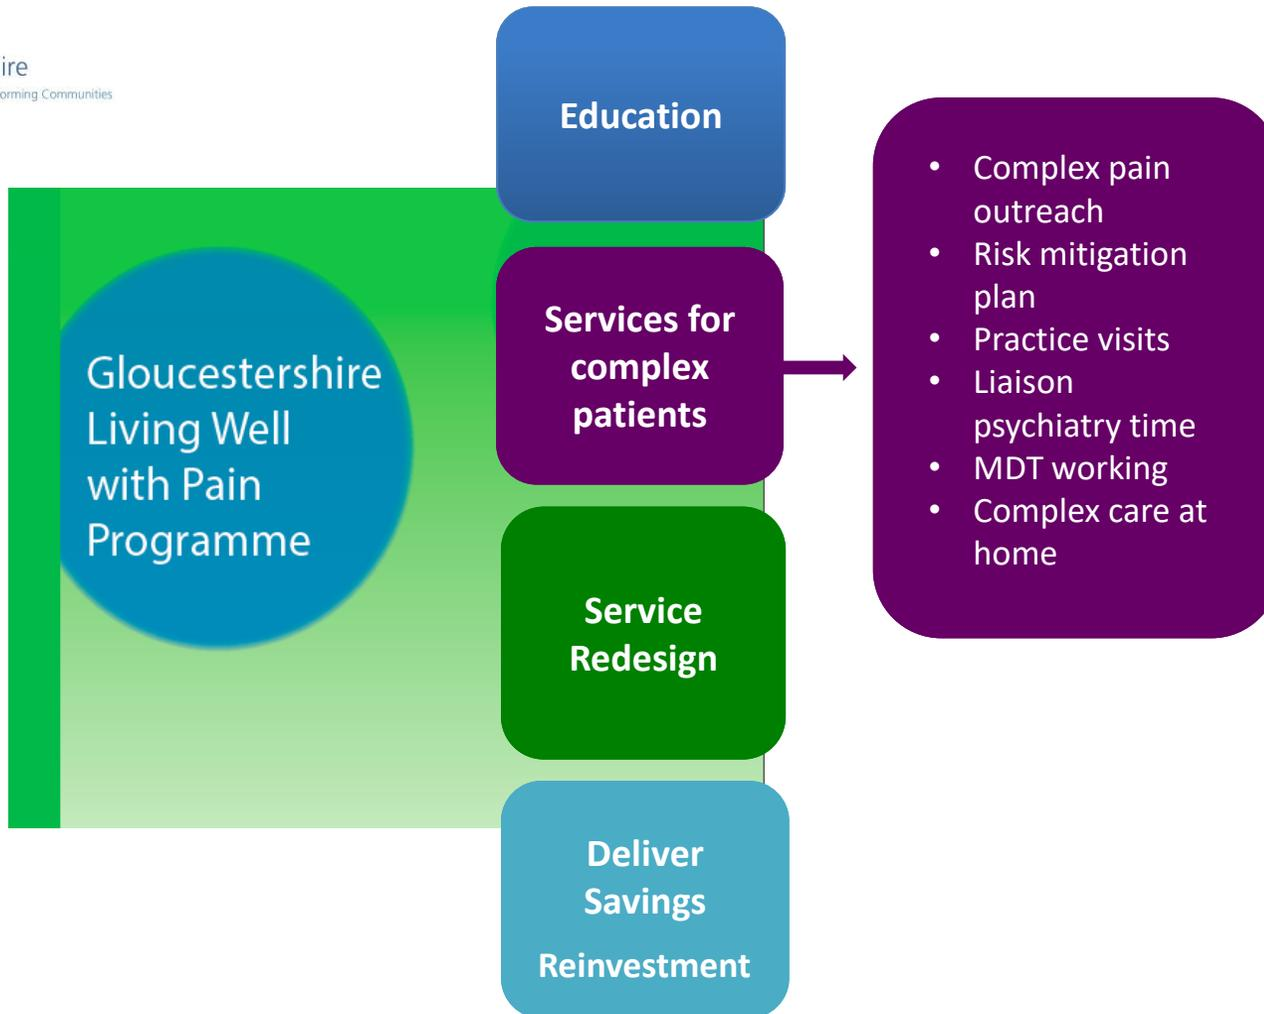 ire
orming Communities
Education
Gloucestershire
Living Well
with Pain
Programme
Services for
complex
patients
Service
Redesign
Deliver
Savings
Reinvestment
• Complex pain
outreach
• Risk mitigation
plan
• Practice visits
• Liaison
psychiatry time
• MDT working
• Complex care at
home